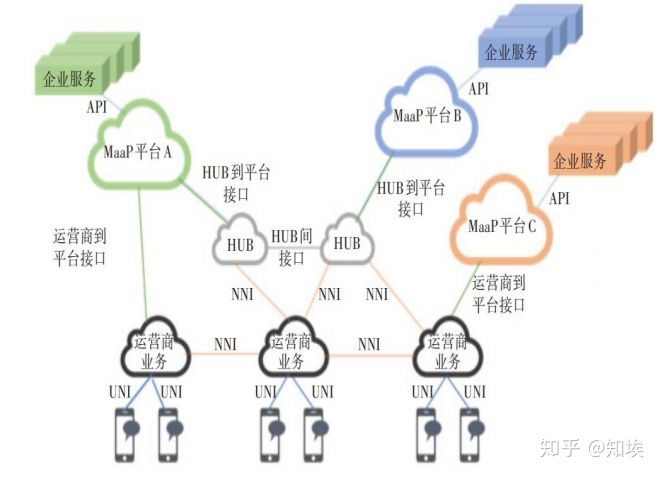 企业服务
企业服务
API
API
MaaP平台A
MaaP平台B
企业服务
API
HUB到平台
接口
HUB到平台
接口
MaaP平台C
运营商到
平台接口
HUB
HUB间
接口
HUB
运营商到
平台接口
NNI
NNI
NNI
运营商
业务
NNI
运营商
业务
NNI
运营商
业务
UNI
UNI
UNI
UNI
UNI
UNI
知乎 @知埃